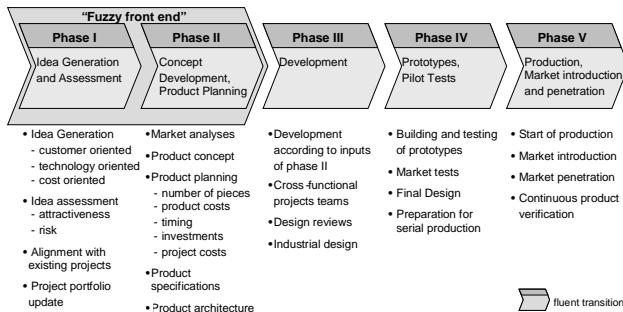 “Fuzzy front end”
Phase I
Idea Generation
and Assessment
• Idea Generation
- customer oriented
- technology oriented
- cost oriented
• Idea assessment
- attractiveness
- risk
• Alignment with
existing projects
• Project portfolio
update
Phase II
Concept
Development,
Product Planning
• Market analyses
• Product concept
• Product planning
- number of pieces
- product costs
- timing
- investments
- project costs
• Product
specifications
• Product architecture
Phase III
Development
• Development
according to inputs
of phase II
• Cross-functional
projects teams
• Design reviews
• Industrial design
Phase IV
Prototypes,
Pilot Tests
• Building and testing
of prototypes
• Market tests
• Final Design
• Preparation for
serial production
Phase V
Production,
Market introduction
and penetration
• Start of production
• Market introduction
• Market penetration
• Continuous product
verification
fluent transition